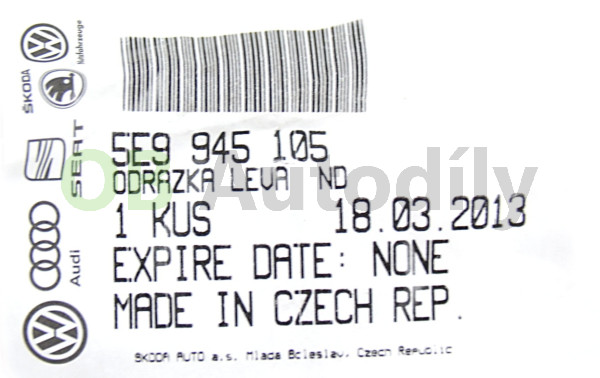 5E9 945 105
ODRAZKA LEVA ND
1 KUS 18.03.2013
EXPIRE DATE: NONE
MADE IN CZECH REP.
SKODA AUTO a.s. Mlada Boleslav, Czech Republic
ŠKODA
SEAT
Audi
OD Autodíly